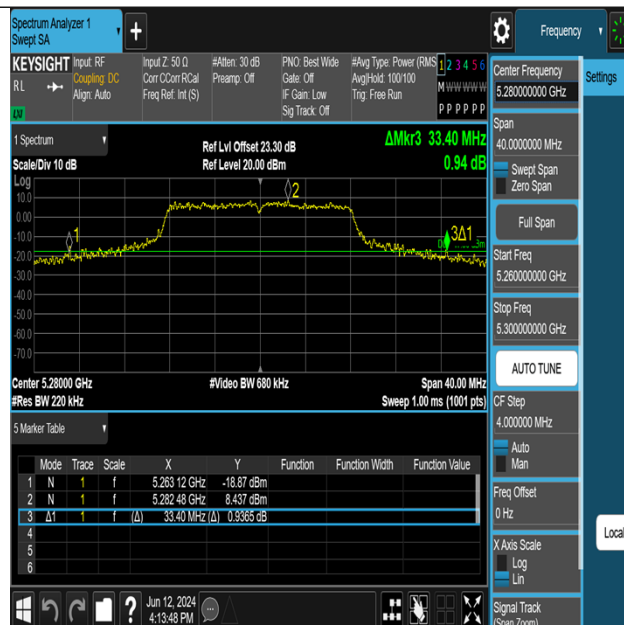 Spectrum Analyzer 1
Swept SA
+
Frequency
KEYSIGHT
RL
LXI
Input: RF
Coupling: DC
Align: Auto
Input Z: 50 Ω
Corr CCorr RCal
Freq Ref: Int (S)
#Atten: 30 dB
Preamp: Off
PNO: Best Wide
Gate: Off
IF Gain: Low
Sig Track: Off
#Avg Type: Power (RMS
Avg|Hold: 100/100
Trig: Free Run
1 2 3 4 5 6
M W W W W W
P P P P P P
1 Spectrum
Scale/Div 10 dB
Ref Lvl Offset 23.30 dB
Ref Level 20.00 dBm
ΔMkr3 33.40 MHz
0.94 dB
Log
10.0
0.00
-10.0
-20.0
-30.0
-40.0
-50.0
-60.0
-70.0
1
2
3Δ1
Center 5.28000 GHz
#Video BW 680 kHz
Span 40.00 MHz
#Res BW 220 kHz
Sweep 1.00 ms (1001 pts)
5 Marker Table
Mode Trace Scale X Y Function Function Width Function Value
1 N 1 f 5.263 12 GHz -18.87 dBm
2 N 1 f 5.282 48 GHz 8.437 dBm
3 Δ1 1 f (Δ) 33.40 MHz (Δ) 0.9365 dB
4
5
6
?
Jun 12, 2024
4:13:48 PM
Center Frequency
5.280000000 GHz
Settings
Span
40.0000000 MHz
Swept Span
Zero Span
Full Span
Start Freq
5.260000000 GHz
Stop Freq
5.300000000 GHz
AUTO TUNE
CF Step
4.000000 MHz
Auto
Man
Freq Offset
0 Hz
Local
X Axis Scale
Log
Lin
Signal Track
(Span Zoom)